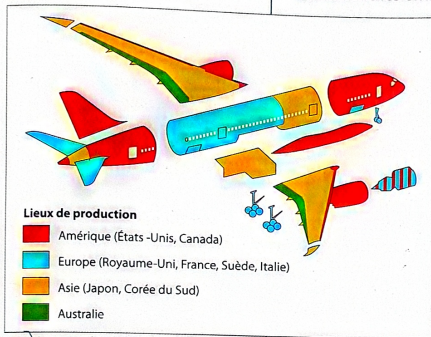 Lieux de production
Amérique (États -Unis, Canada)
Europe (Royaume-Uni, France, Suède, Italie)
Asie (Japon, Corée du Sud)
Australie